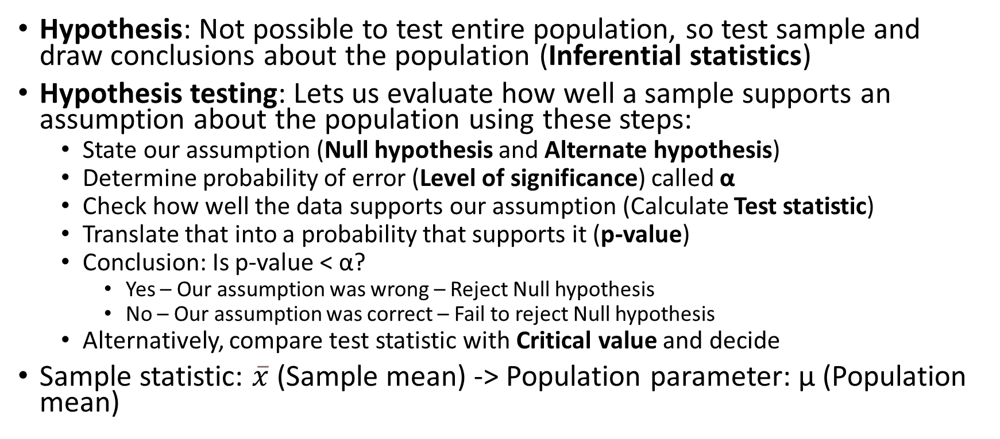 • Hypothesis: Not possible to test entire population, so test sample and
draw conclusions about the population (Inferential statistics)
• Hypothesis testing: Lets us evaluate how well a sample supports an
assumption about the population using these steps:
• State our assumption (Null hypothesis and Alternate hypothesis)
• Determine probability of error (Level of significance) called α
• Check how well the data supports our assumption (Calculate Test statistic)
• Translate that into a probability that supports it (p-value)
• Conclusion: Is p-value < α?
• Yes – Our assumption was wrong – Reject Null hypothesis
• No – Our assumption was correct – Fail to reject Null hypothesis
• Alternatively, compare test statistic with Critical value and decide
• Sample statistic: x̄ (Sample mean) -> Population parameter: μ (Population
mean)